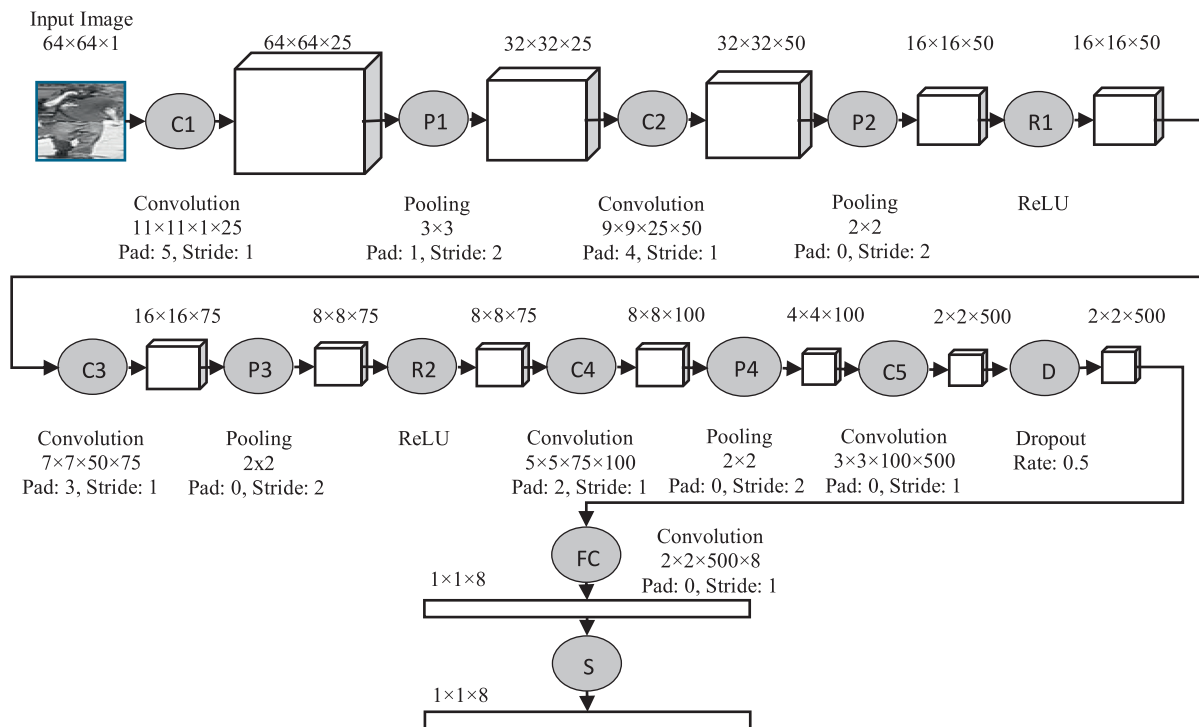 Input Image
64×64×1
64×64×25
32×32×25
32×32×50
16×16×50
16×16×50
C1
P1
C2
P2
R1
Convolution
11×11×1×25
Pad: 5, Stride: 1
Pooling
3×3
Pad: 1, Stride: 2
Convolution
9×9×25×50
Pad: 4, Stride: 1
Pooling
2×2
Pad: 0, Stride: 2
ReLU
16×16×75
8×8×75
8×8×75
8×8×100
4×4×100
2×2×500
2×2×500
C3
P3
R2
C4
P4
C5
D
Convolution
7×7×50×75
Pad: 3, Stride: 1
Pooling
2x2
Pad: 0, Stride: 2
ReLU
Convolution
5×5×75×100
Pad: 2, Stride: 1
Pooling
2×2
Pad: 0, Stride: 2
Convolution
3×3×100×500
Pad: 0, Stride: 1
Dropout
Rate: 0.5
FC
Convolution
2×2×500×8
Pad: 0, Stride: 1
1×1×8
S
1×1×8